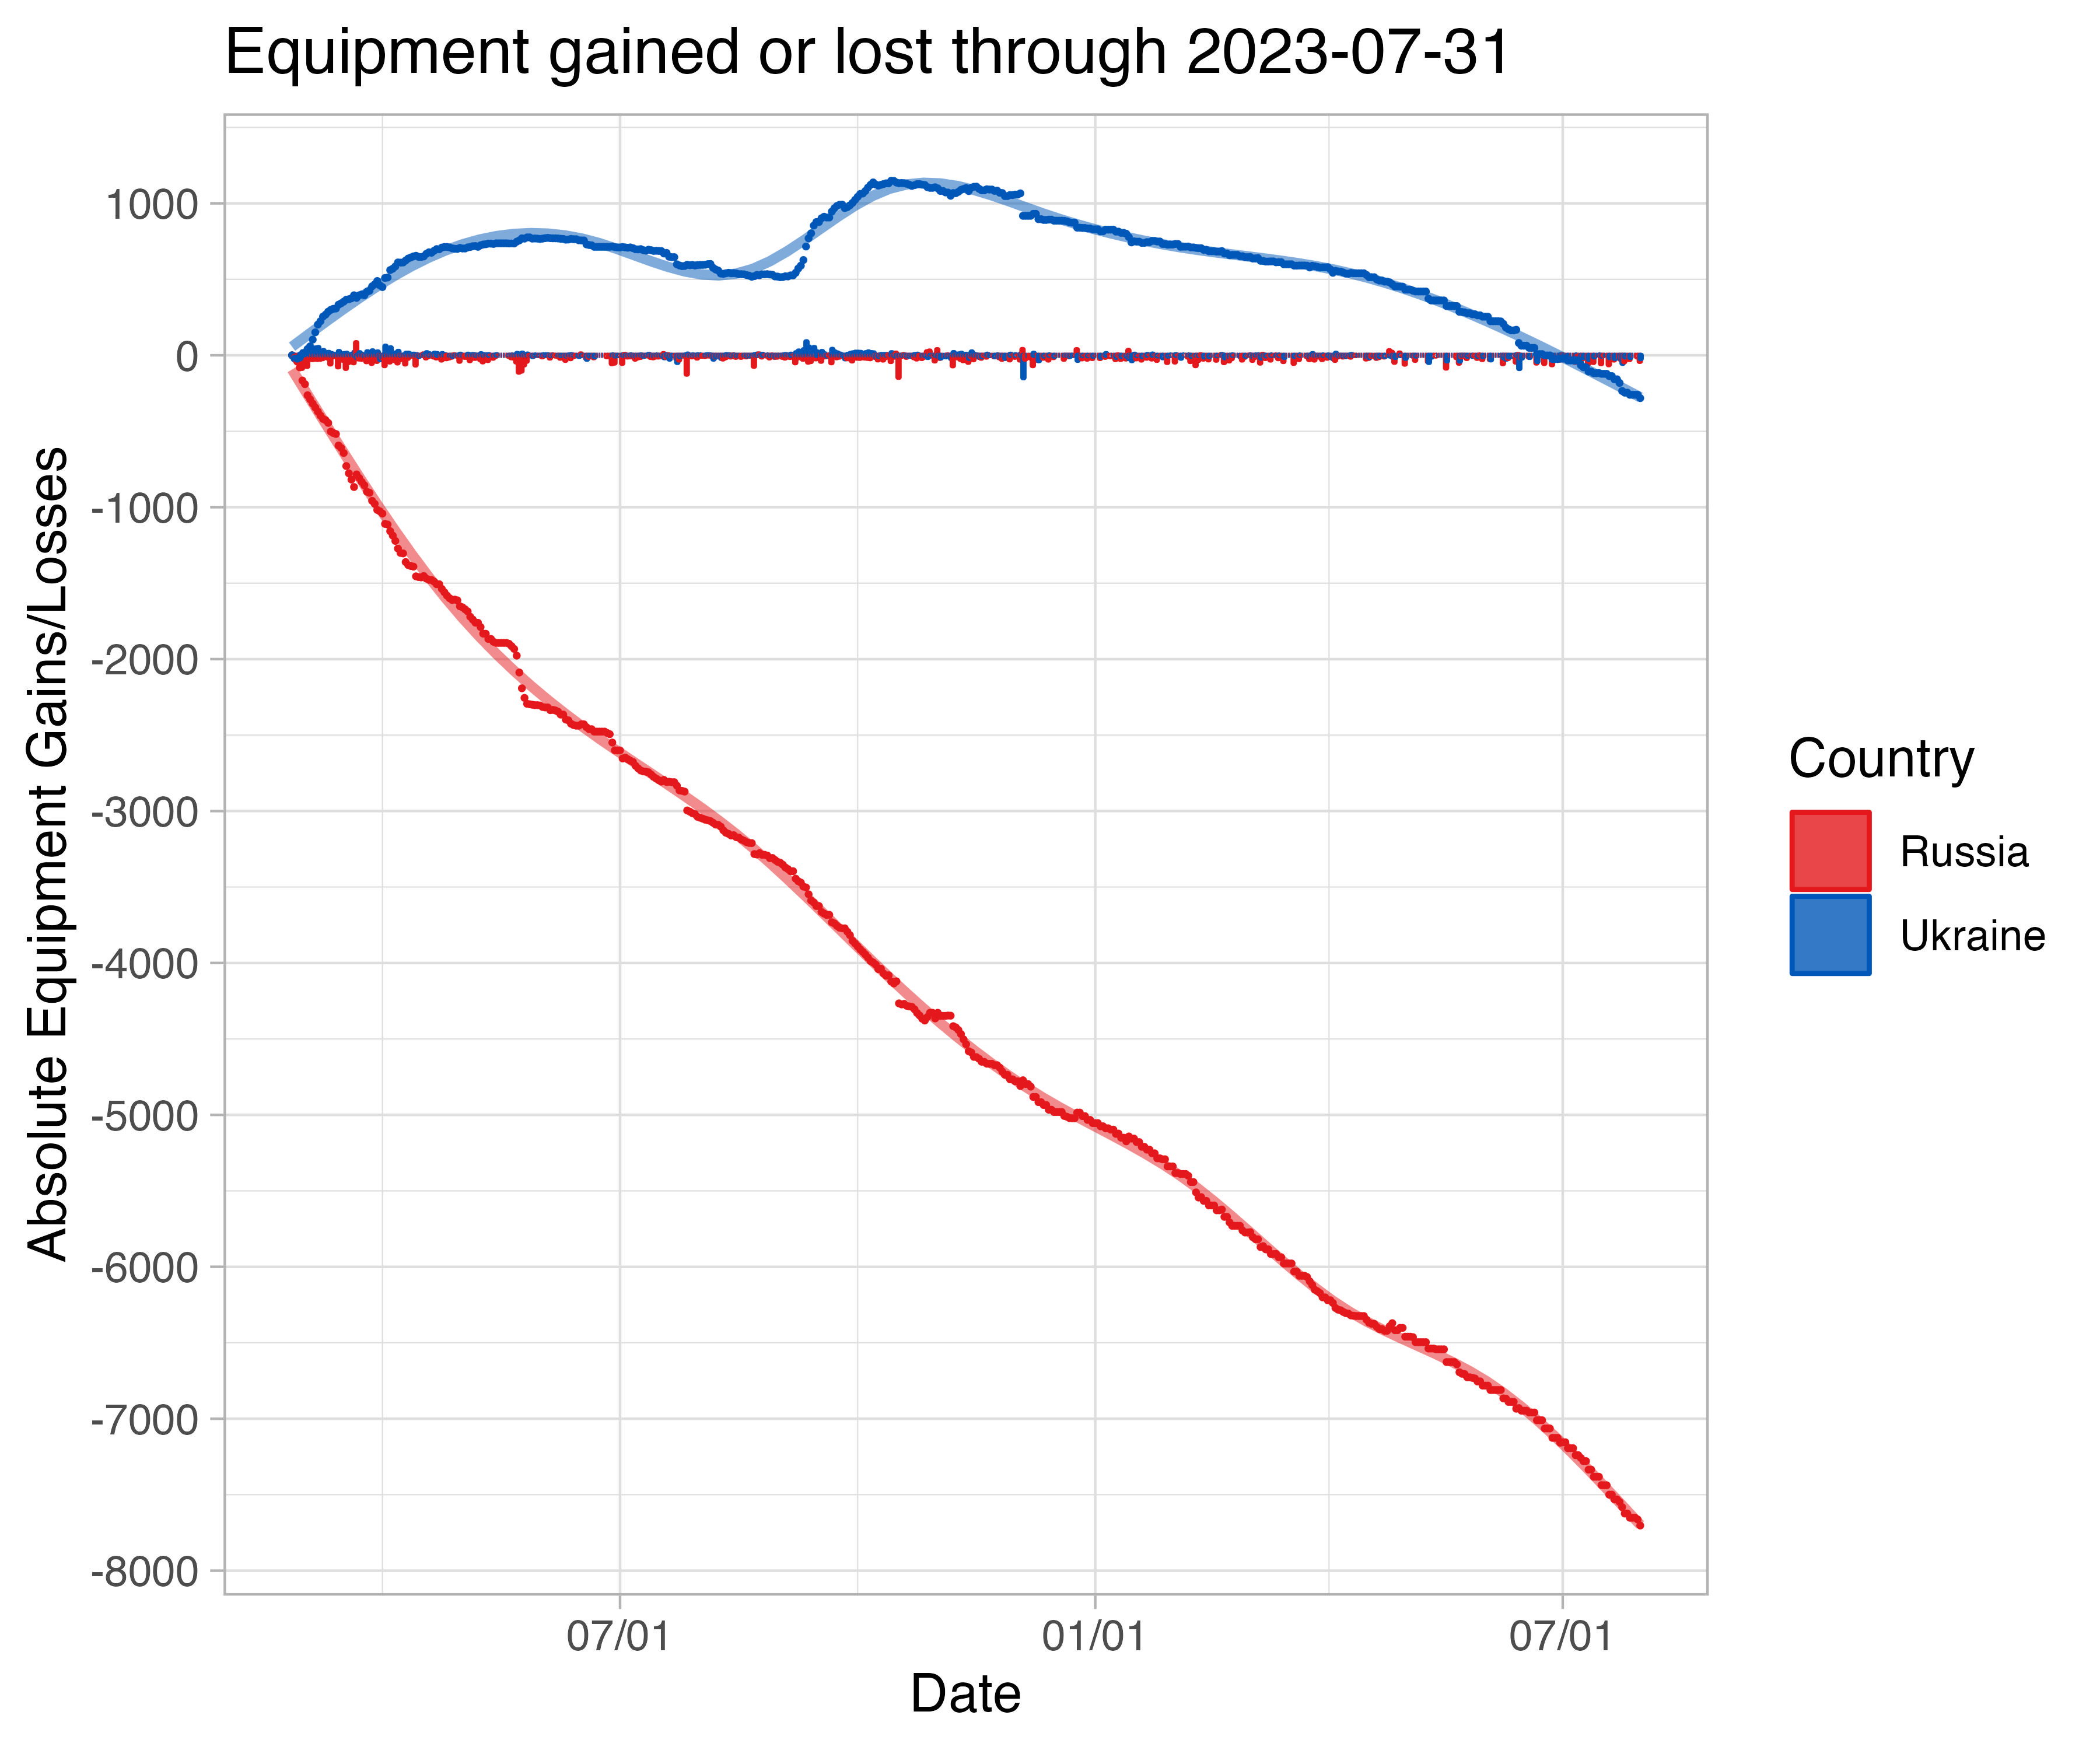 Equipment gained or lost through 2023-07-31
Absolute Equipment Gains/Losses
1000
0
-1000
-2000
-3000
-4000
-5000
-6000
-7000
-8000
07/01
01/01
07/01
Date
Country
Russia
Ukraine